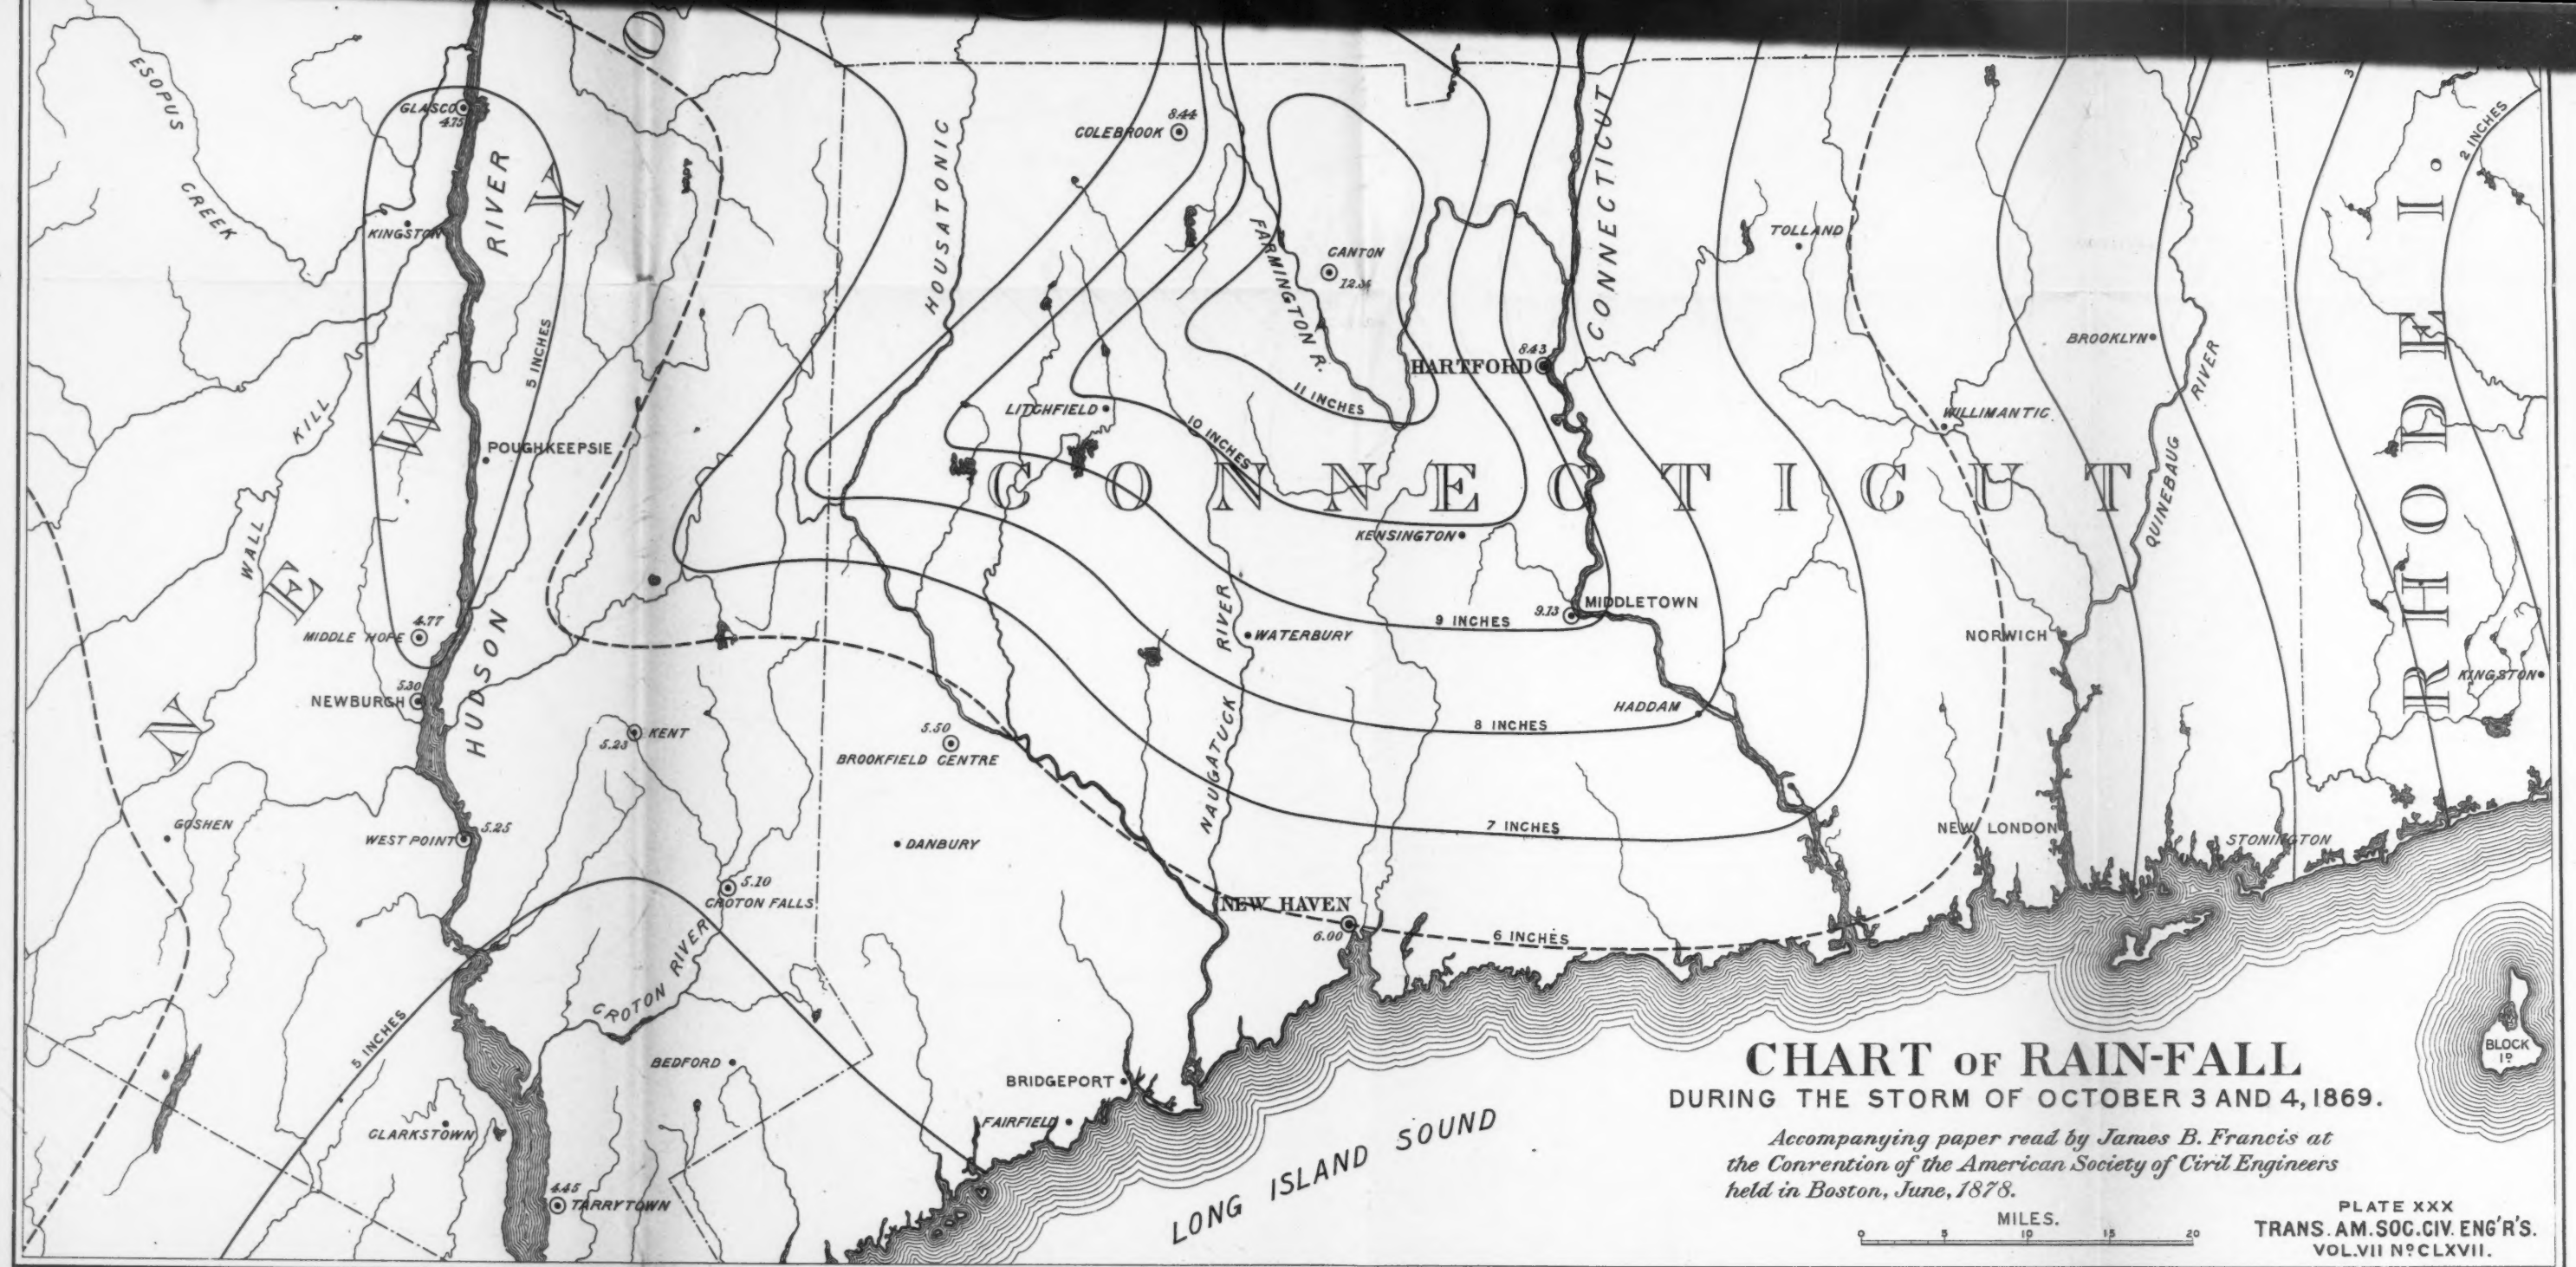 ESOPUS
CREEK
GLASCO
4.75
RIVER
KINGSTON
Y
O
HOUSATONIC
COLEBROOK
8.44
FARMINGTON R.
CANTON
CONNECTICUT
TOLLAND
3
2 INCHES
RHODE I.
BROOKLYN
HARTFORD
8.43
11 INCHES
5 INCHES
WALL KILL
POUGHKEEPSIE
LITCHFIELD
10 INCHES
WILLIMANTIC
QUINEBAUG
RIVER
N E W
CONNECTICUT
KENSINGTON
MIDDLE HOPE
4.77
HUDSON
NEWBURGH
5.30
RIVER
WATERBURY
9 INCHES
9.13
MIDDLETOWN
NORWICH
KINGSTON
KENT
5.23
5.50
BROOKFIELD CENTRE
NAUGATUCK
8 INCHES
HADDAM
GOSHEN
WEST POINT
5.25
DANBURY
7 INCHES
NEW LONDON
STONINGTON
5.10
CROTON FALLS
NEW HAVEN
6.00
6 INCHES
5 INCHES
CROTON RIVER
BEDFORD
BRIDGEPORT
FAIRFIELD
CLARKSTOWN
4.45
TARRYTOWN
LONG ISLAND SOUND
BLOCK
Id.
CHART OF RAIN-FALL
DURING THE STORM OF OCTOBER 3 AND 4, 1869.
Accompanying paper read by James B. Francis at
the Convention of the American Society of Civil Engineers
held in Boston, June, 1878.
MILES.
0 5 10 15 20
PLATE XXX
TRANS. AM. SOC. CIV. ENG'R'S.
VOL. VII No. CLXVII.